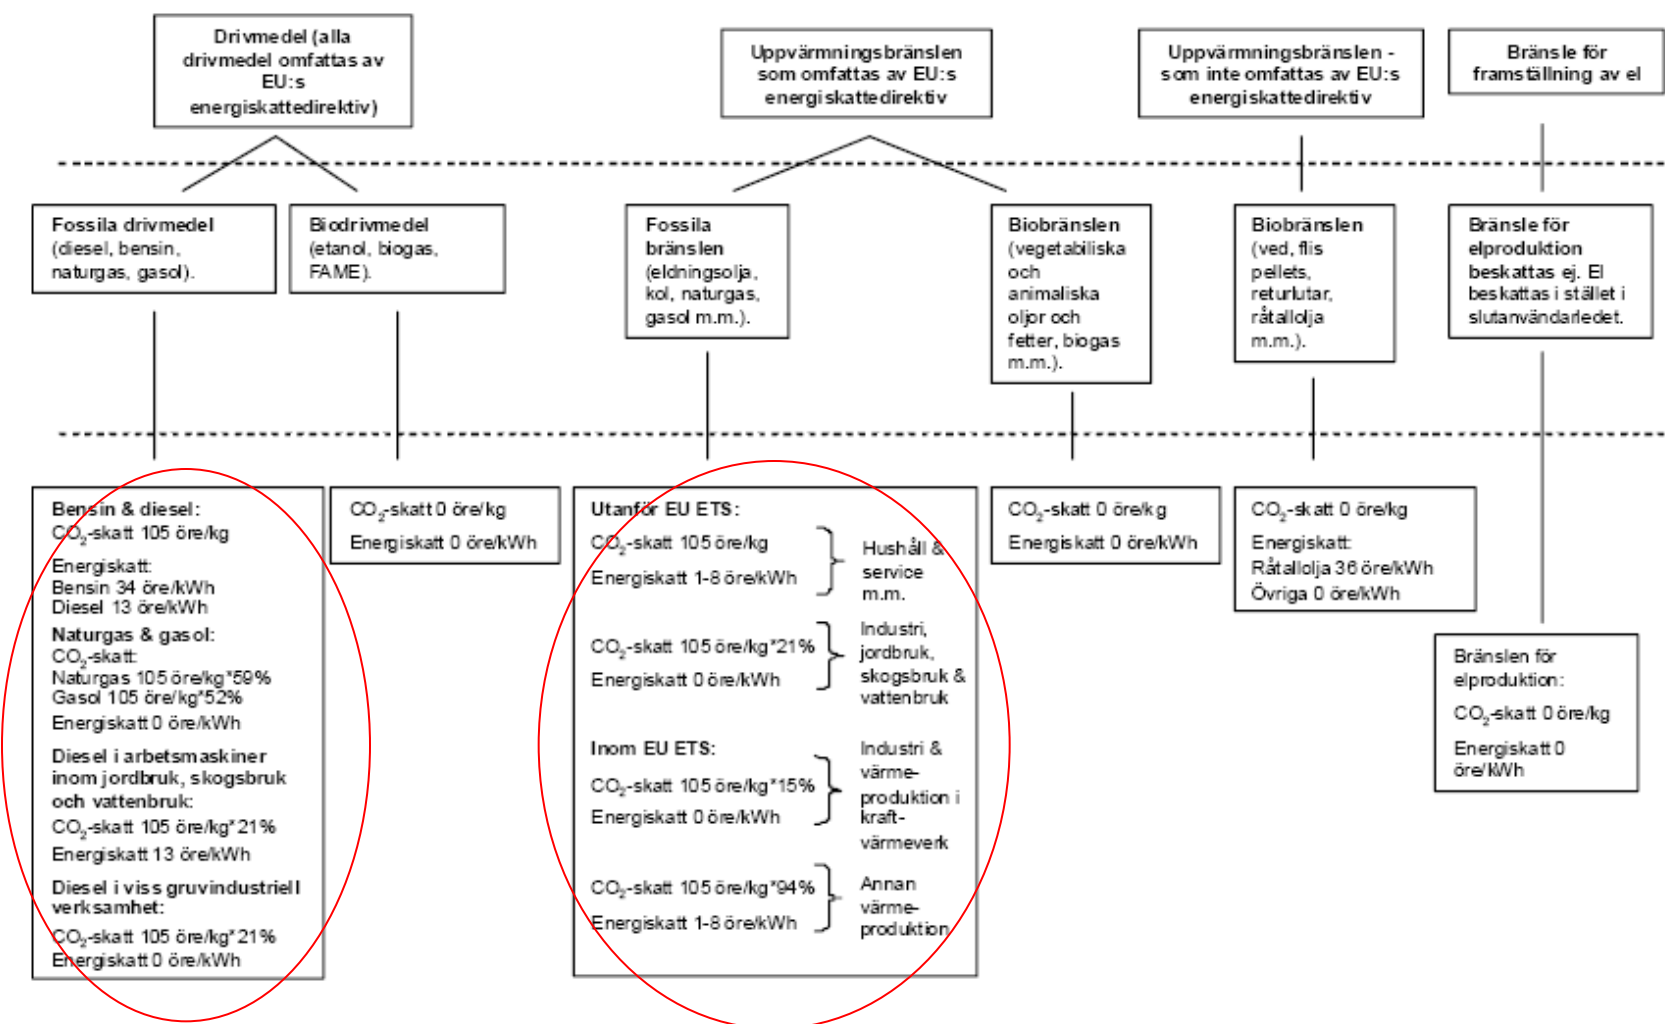 Drivmedel (alla
drivmedel omfattas av
EU:s
energiskattedirektiv)
Uppvärmningsbränslen
som omfattas av EU:s
energiskattedirektiv
Uppvärmningsbränslen -
som inte omfattas av EU:s
energiskattedirektiv
Bränsle för
framställning av el
Fossila drivmedel
(diesel, bensin,
naturgas, gasol).
Biodrivmedel
(etanol, biogas,
FAME).
Fossila
bränslen
(eldningsolja,
kol, naturgas,
gasol m.m.).
Biobränslen
(vegetabiliska
och
animaliska
oljor och
fetter, biogas
m.m.).
Biobränslen
(ved, flis
pellets,
returlutar,
råtallolja
m.m.).
Bränsle för
elproduktion
beskattas ej. El
beskattas i stället i
slutanvändarledet.
Bensin & diesel:
CO₂-skatt 105 öre/kg
Energiskatt:
Bensin 34 öre/kWh
Diesel 13 öre/kWh
Naturgas & gasol:
CO₂-skatt:
Naturgas 105 öre/kg*59%
Gasol 105 öre/kg*52%
Energiskatt 0 öre/kWh
Diesel i arbetsmaskiner
inom jordbruk, skogsbruk
och vattenbruk:
CO₂-skatt 105 öre/kg*21%
Energiskatt 13 öre/kWh
Diesel i viss gruvindustriell
verksamhet:
CO₂-skatt 105 öre/kg*21%
Energiskatt 0 öre/kWh
CO₂-skatt 0 öre/kg
Energiskatt 0 öre/kWh
Utanför EU ETS:
CO₂-skatt 105 öre/kg
Energiskatt 1-8 öre/kWh
Hushåll &
service
m.m.
CO₂-skatt 105 öre/kg*21%
Energiskatt 0 öre/kWh
Industri,
jordbruk,
skogsbruk &
vattenbruk
Inom EU ETS:
CO₂-skatt 105 öre/kg*15%
Energiskatt 0 öre/kWh
Industri &
värme-
produktion i
kraft-
värmeverk
CO₂-skatt 105 öre/kg*94%
Energiskatt 1-8 öre/kWh
Annan
värme-
produktion
CO₂-skatt 0 öre/kg
Energiskatt 0 öre/kWh
CO₂-skatt 0 öre/kg
Energiskatt:
Råtallolja 36 öre/kWh
Övriga 0 öre/kWh
Bränslen för
elproduktion:
CO₂-skatt 0 öre/kg
Energiskatt 0
öre/kWh